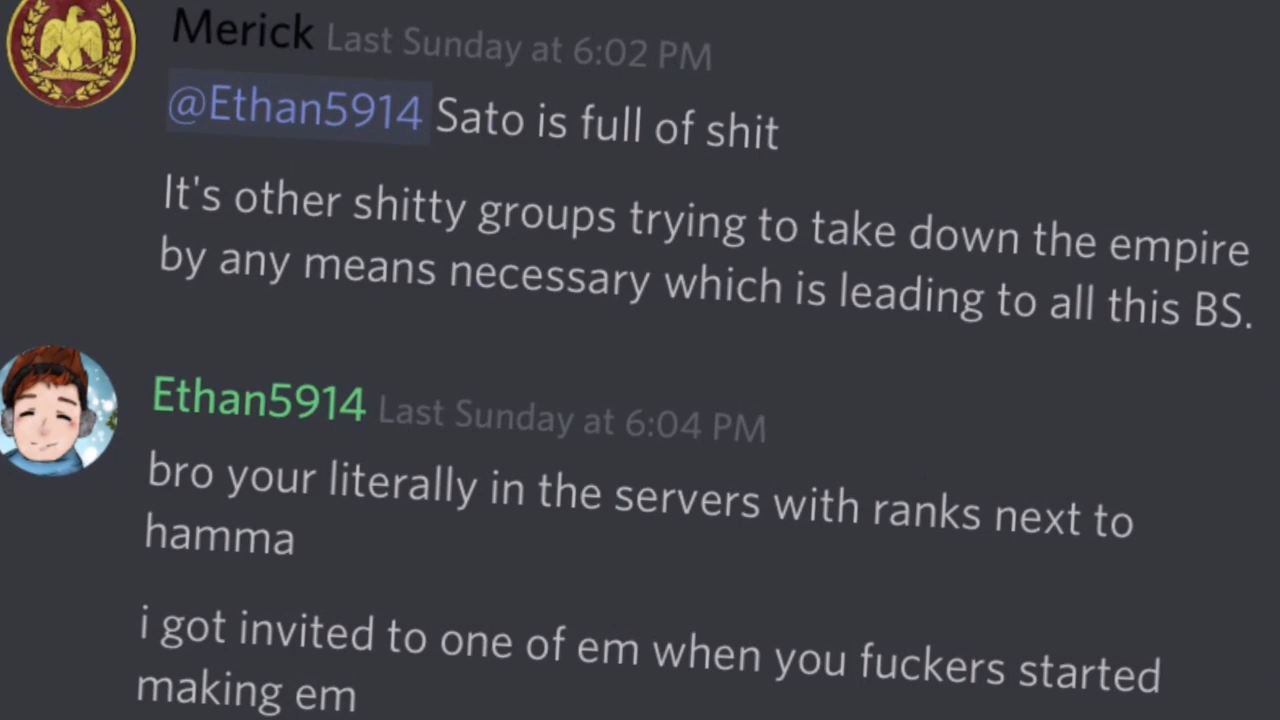 Merick Last Sunday at 6:02 PM
@Ethan5914 Sato is full of shit
It's other shitty groups trying to take down the empire
by any means necessary which is leading to all this BS.
Ethan5914 Last Sunday at 6:04 PM
bro your literally in the servers with ranks next to
hamma
i got invited to one of em when you fuckers started
making em